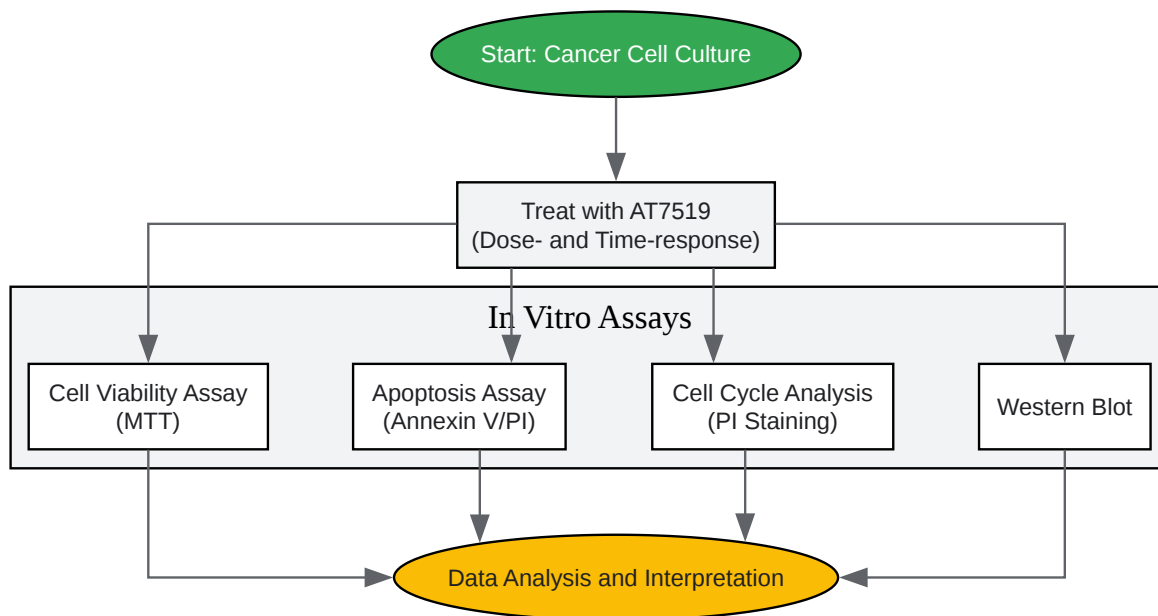 Start: Cancer Cell Culture
Treat with AT7519
(Dose- and Time-response)
In Vitro Assays
Cell Viability Assay
(MTT)
Apoptosis Assay
(Annexin V/PI)
Cell Cycle Analysis
(PI Staining)
Western Blot
Data Analysis and Interpretation